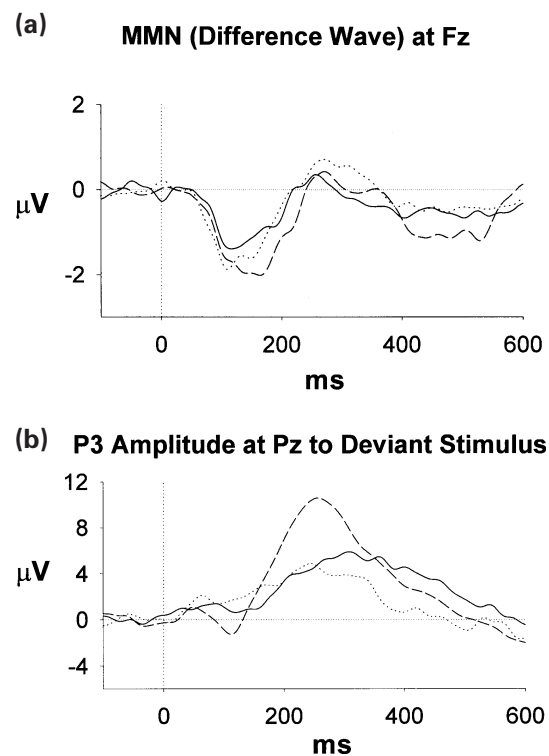 (a)
MMN (Difference Wave) at Fz
2
0
μV
-2
0 200 400 600
ms
(b) P3 Amplitude at Pz to Deviant Stimulus
12
8
μV
4
0
-4
0 200 400 600
ms